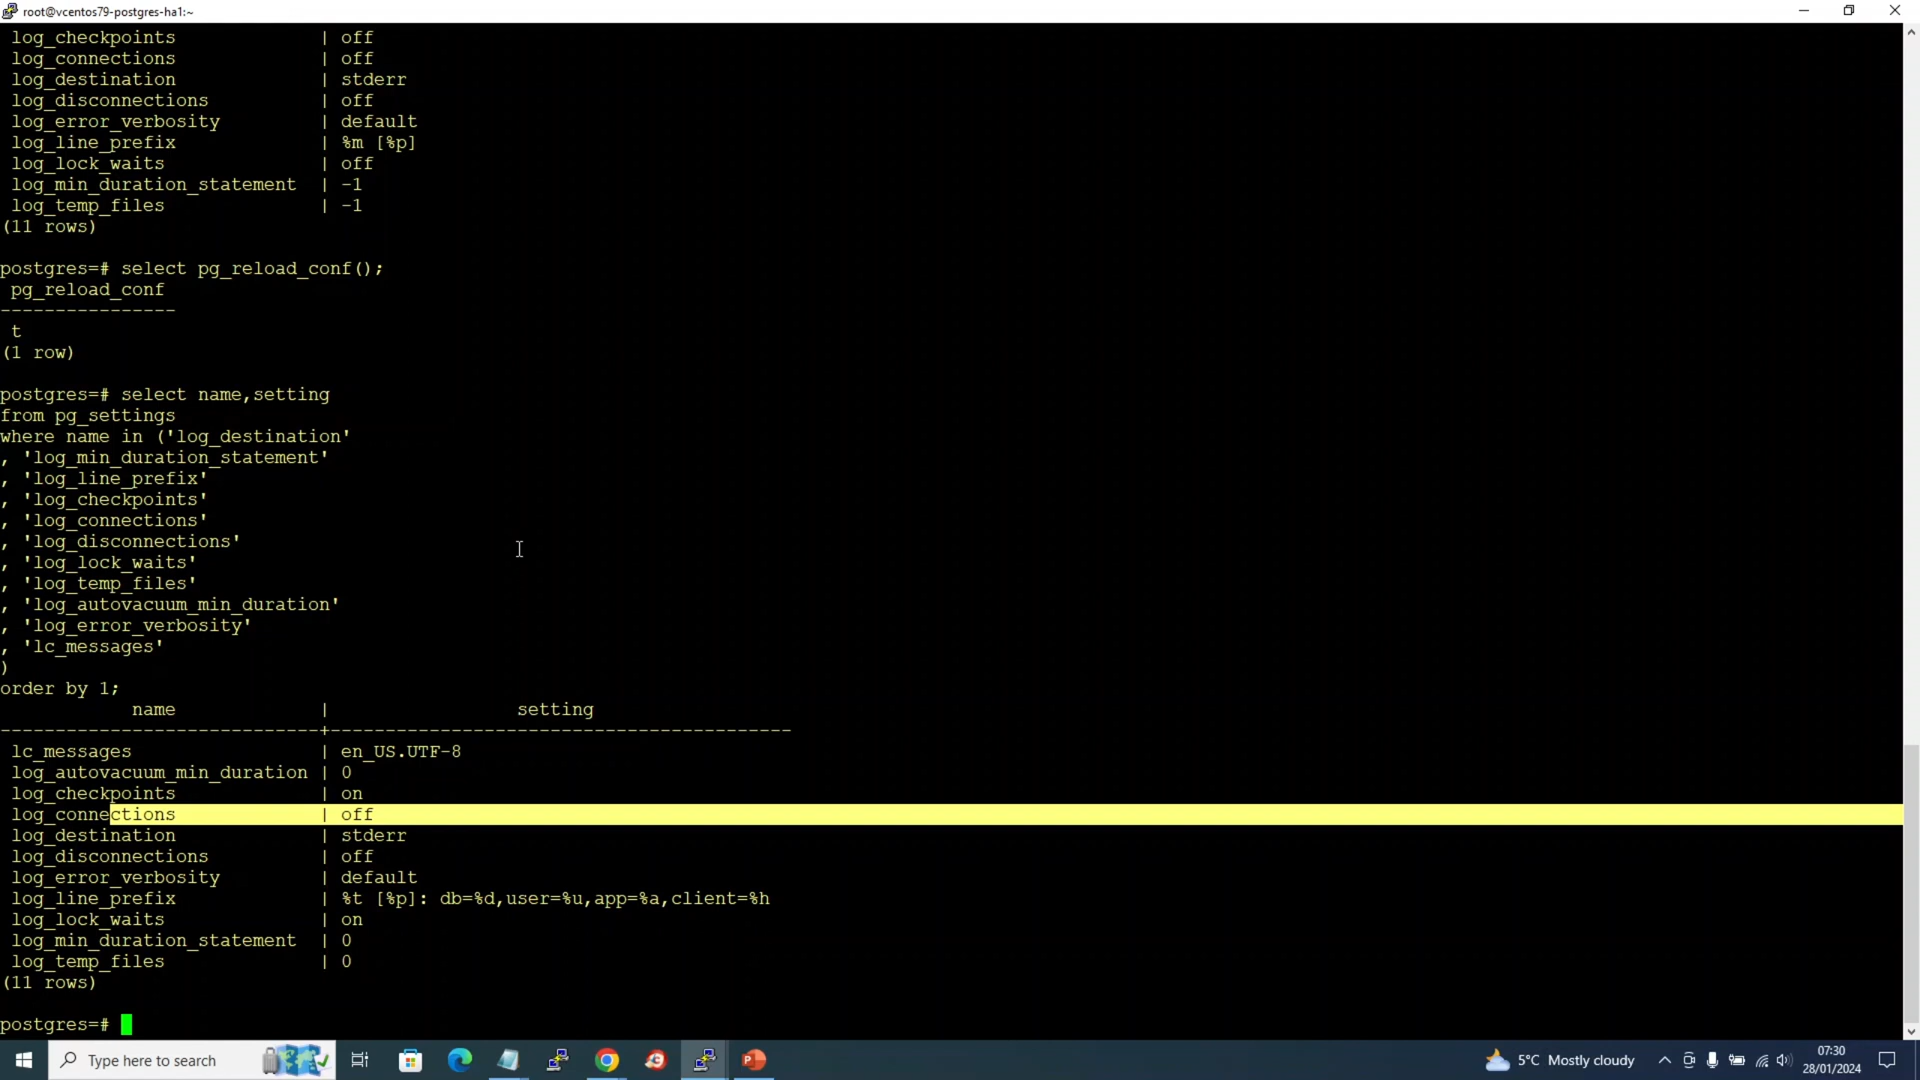 root@vcentos79-postgres-ha1:~
log_checkpoints | off
log_connections | off
log_destination | stderr
log_disconnections | off
log_error_verbosity | default
log_line_prefix | %m [%p]
log_lock_waits | off
log_min_duration_statement | -1
log_temp_files | -1
(11 rows)
postgres=# select pg_reload_conf();
pg_reload_conf
----------------
t
(1 row)
postgres=# select name,setting
from pg_settings
where name in ('log_destination'
, 'log_min_duration_statement'
, 'log_line_prefix'
, 'log_checkpoints'
, 'log_connections'
, 'log_disconnections'
, 'log_lock_waits'
, 'log_temp_files'
, 'log_autovacuum_min_duration'
, 'log_error_verbosity'
, 'lc_messages'
)
order by 1;
name | setting
-----------------------------+------------------------------------------
lc_messages | en_US.UTF-8
log_autovacuum_min_duration | 0
log_checkpoints | on
log_connections | off
log_destination | stderr
log_disconnections | off
log_error_verbosity | default
log_line_prefix | %t [%p]: db=%d,user=%u,app=%a,client=%h
log_lock_waits | on
log_min_duration_statement | 0
log_temp_files | 0
(11 rows)
postgres=#
Type here to search
5°C Mostly cloudy
07:30
28/01/2024